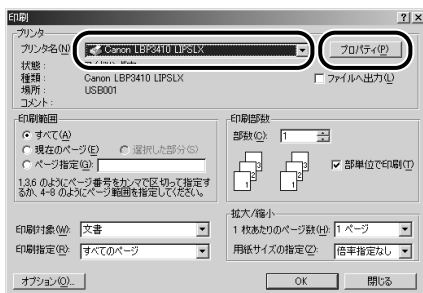 印刷
プリンタ
プリンタ名(N): Canon LBP3410 LIPSLX
プロパティ(P)
状態:
種類: Canon LBP3410 LIPSLX
ファイルへ出力(L)
場所: USB001
コメント:
印刷範囲
すべて(A)
現在のページ(E) 選択した部分(S)
ページ指定(G):
1,3,6 のようにページ番号をカンマで区切って指定するか、4-8 のようにページ範囲を指定してください。
印刷部数
部数(C): 1
部単位で印刷(T)
印刷対象(W): 文書
印刷指定(R): すべてのページ
拡大/縮小
1 枚あたりのページ数(H): 1 ページ
用紙サイズの指定(Z): 倍率指定なし
オプション(O)...
OK
閉じる